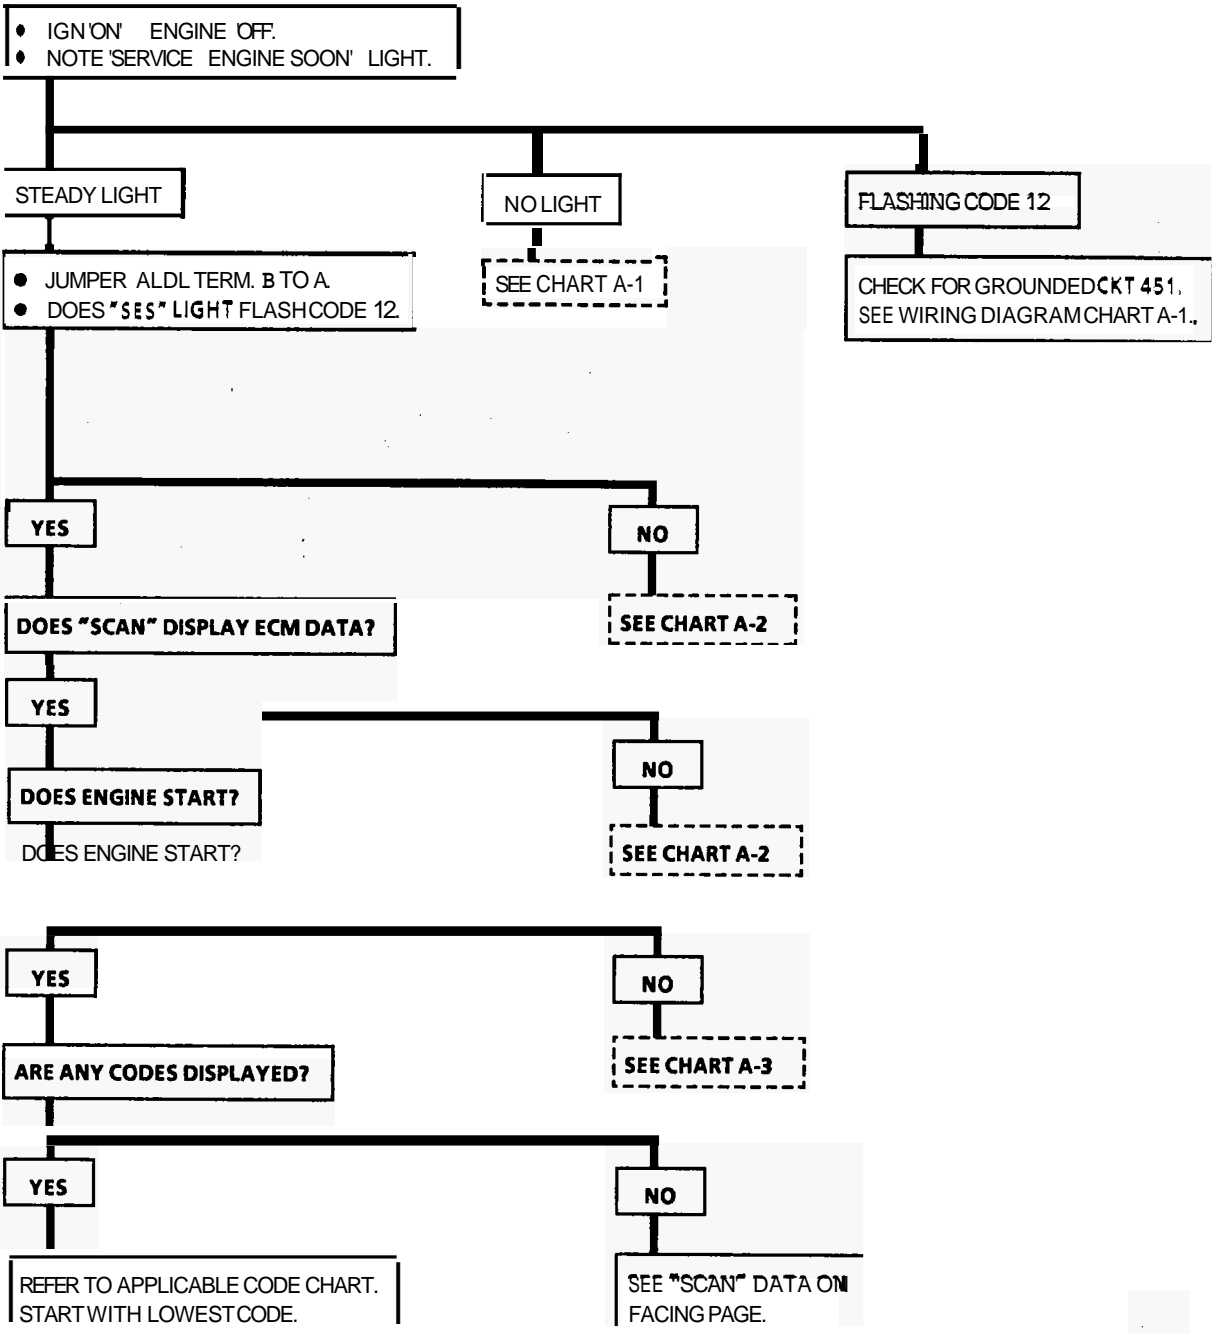 • IGN 'ON' ENGINE 'OFF'.
• NOTE 'SERVICE ENGINE SOON' LIGHT.
STEADY LIGHT
NO LIGHT
FLASHING CODE 12
• JUMPER ALDL TERM. B TO A.
• DOES "SES" LIGHT FLASH CODE 12.
SEE CHART A-1
CHECK FOR GROUNDED CKT 451,
SEE WIRING DIAGRAM CHART A-1.
YES
NO
DOES "SCAN" DISPLAY ECM DATA?
SEE CHART A-2
YES
NO
DOES ENGINE START?
DOES ENGINE START?
SEE CHART A-2
YES
NO
ARE ANY CODES DISPLAYED?
SEE CHART A-3
YES
NO
REFER TO APPLICABLE CODE CHART.
START WITH LOWEST CODE.
SEE "SCAN" DATA ON
FACING PAGE.